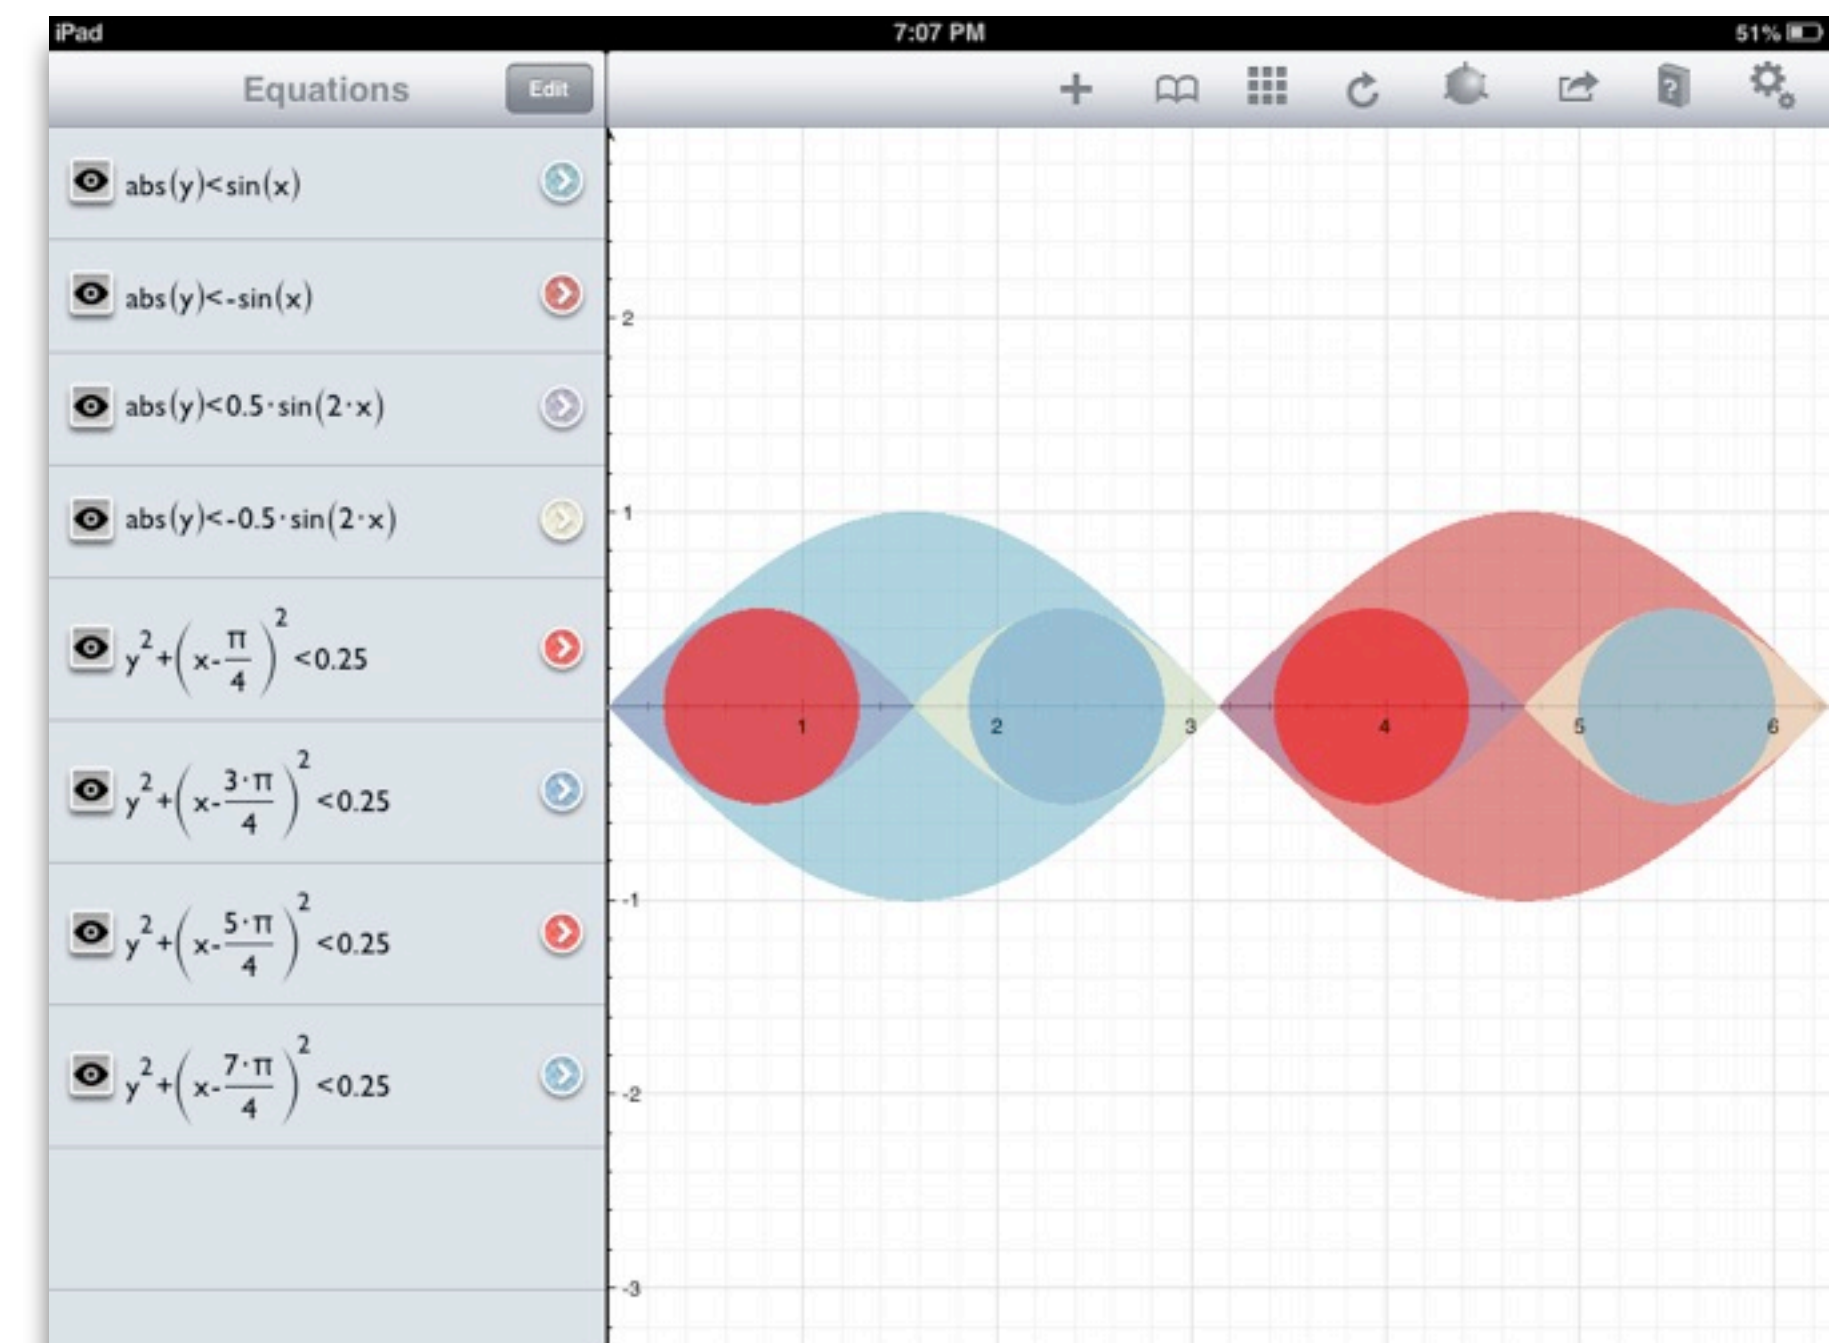 iPad 7:07 PM 51%
Equations Edit
abs(y)<sin(x)
abs(y)<-sin(x)
abs(y)<0.5·sin(2·x)
abs(y)<-0.5·sin(2·x)
y²+(x-π/4)²<0.25
y²+(x-3·π/4)²<0.25
y²+(x-5·π/4)²<0.25
y²+(x-7·π/4)²<0.25
2
1
1 2 3 4 5 6
-1
-2
-3
?